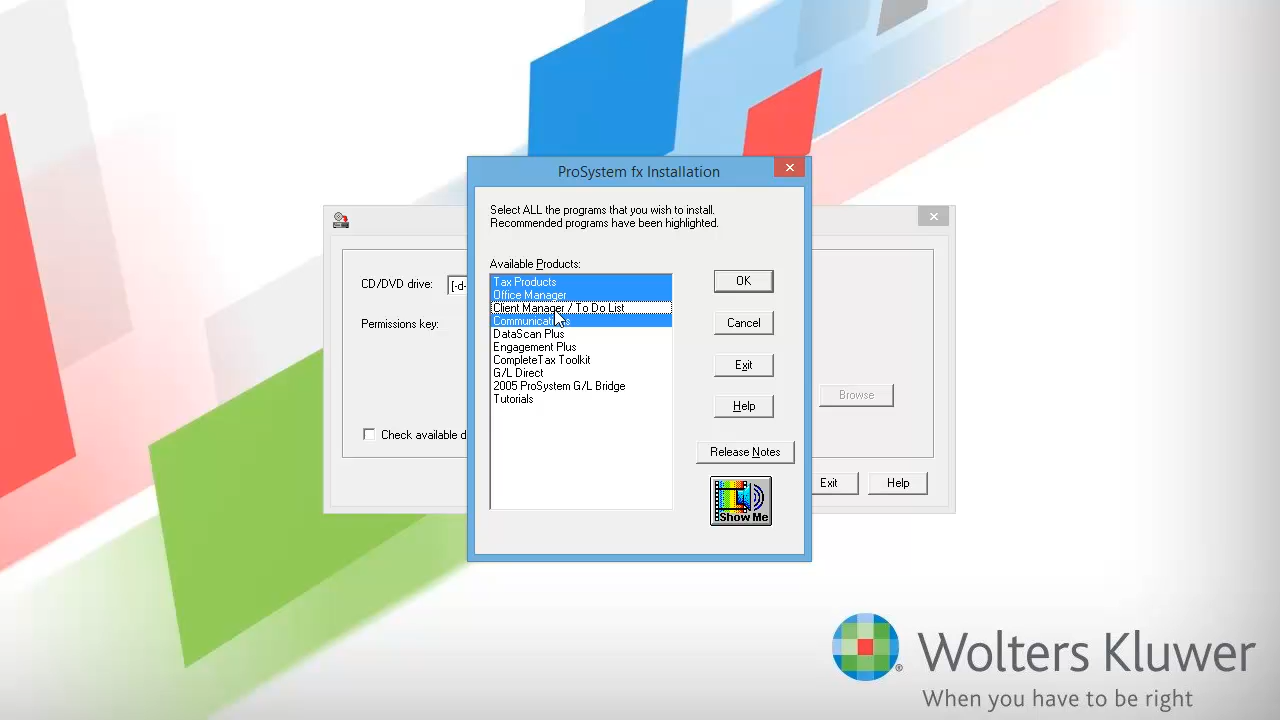 ProSystem fx Installation
Select ALL the programs that you wish to install.
Recommended programs have been highlighted.
Available Products:
Tax Products
Office Manager
Client Manager / To Do List
Communications
DataScan Plus
Engagement Plus
CompleteTax Toolkit
G/L Direct
2005 ProSystem G/L Bridge
Tutorials
OK
Cancel
Exit
Help
Release Notes
Show Me
CD/DVD drive:
[-d-
Permissions key:
Browse
Check available d
Exit
Help
Wolters Kluwer
When you have to be right